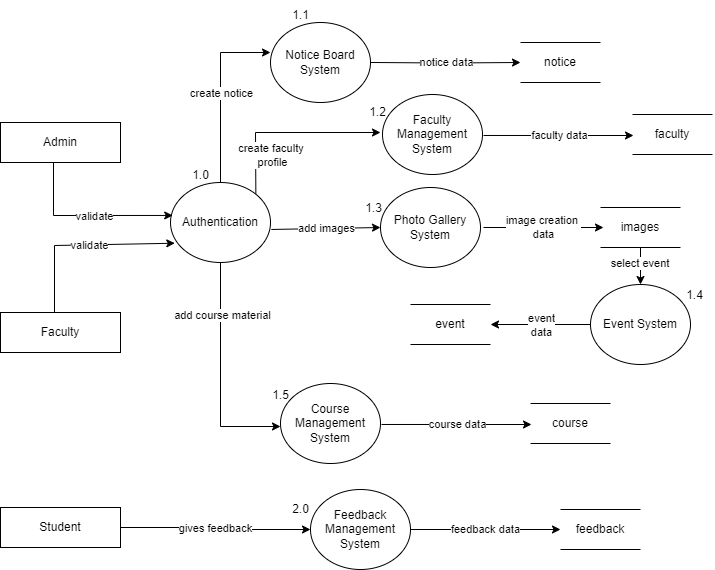 1.1
Notice Board
System
notice data
notice
create notice
1.2
Faculty
Management
System
faculty data
faculty
Admin
create faculty
profile
1.0
validate
Authentication
1.3
Photo Gallery
System
add images
image creation
data
images
validate
select event
1.4
Faculty
add course material
event
event
data
Event System
1.5
Course
Management
System
course data
course
2.0
Student
gives feedback
Feedback
Management
System
feedback data
feedback